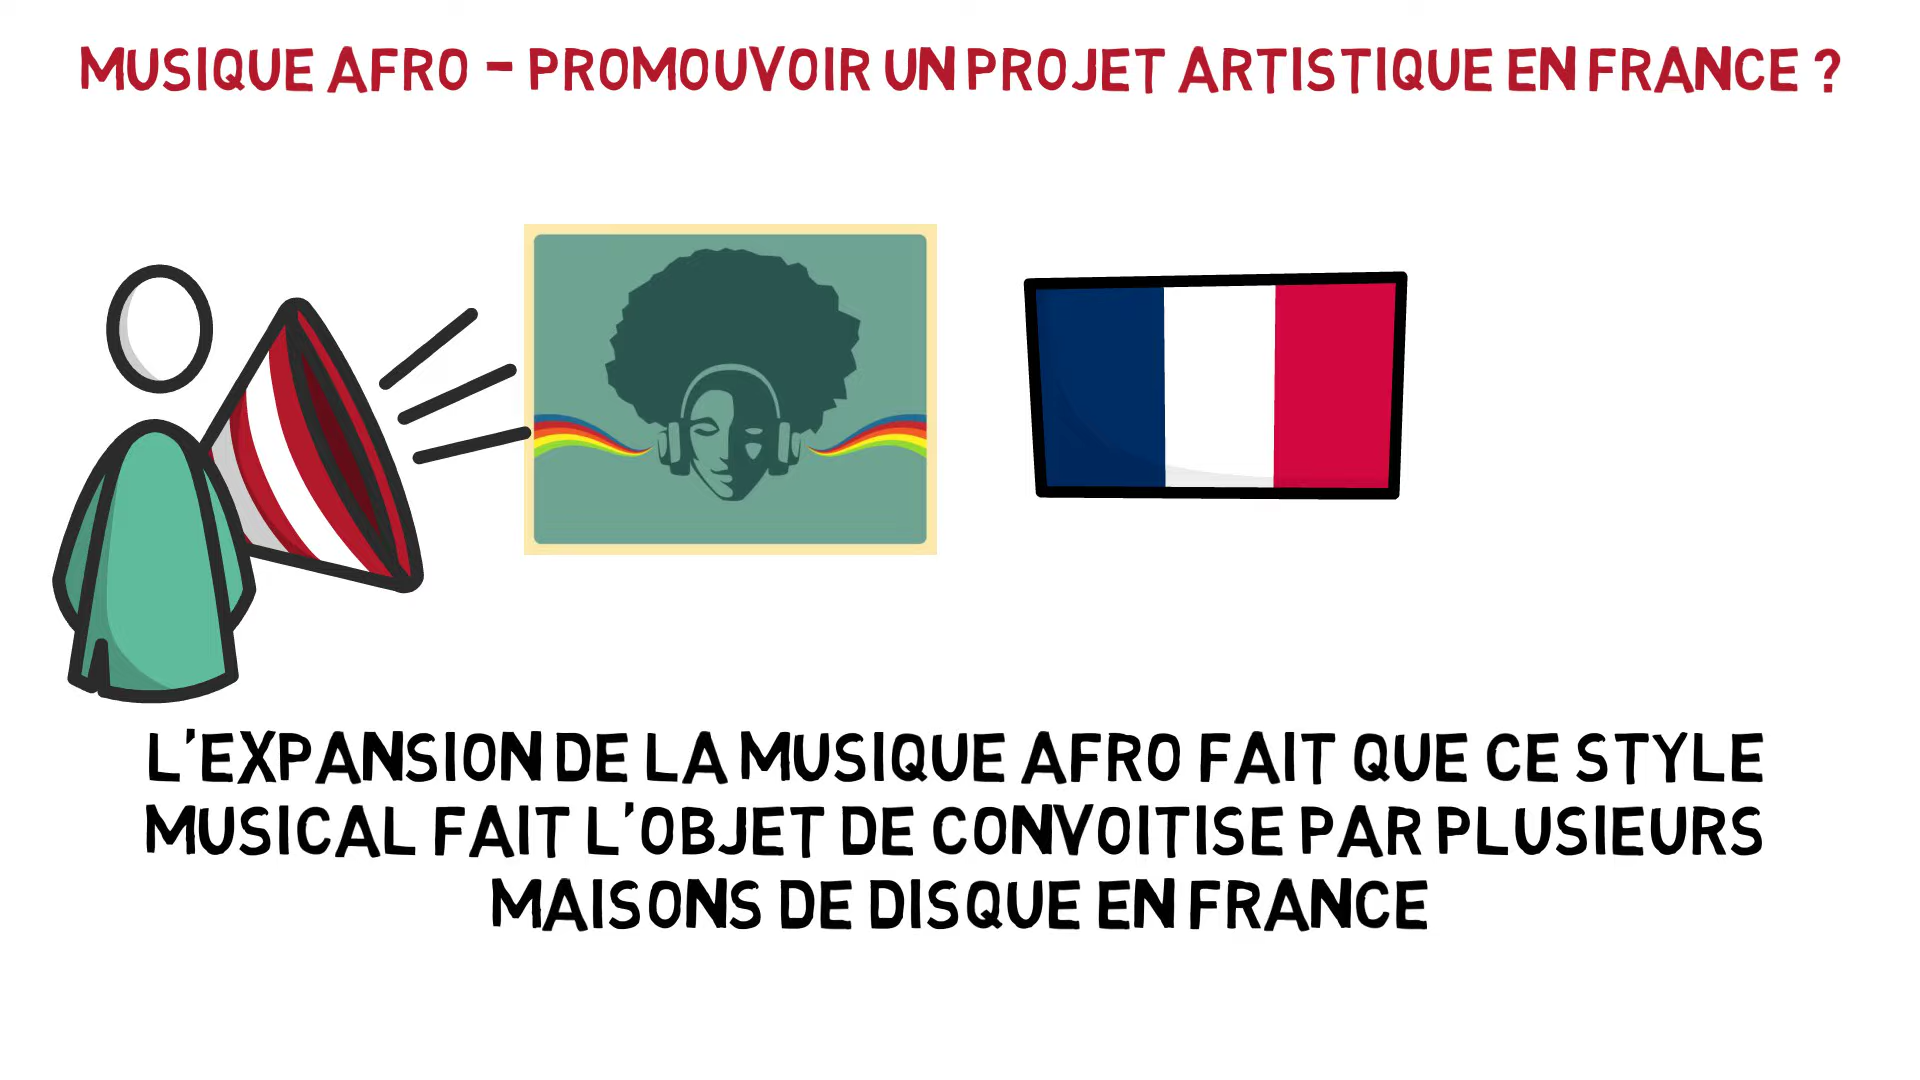 MUSIQUE AFRO - PROMOUVOIR UN PROJET ARTISTIQUE EN FRANCE ?
L'EXPANSION DE LA MUSIQUE AFRO FAIT QUE CE STYLE
MUSICAL FAIT L'OBJET DE CONVOITISE PAR PLUSIEURS
MAISONS DE DISQUE EN FRANCE